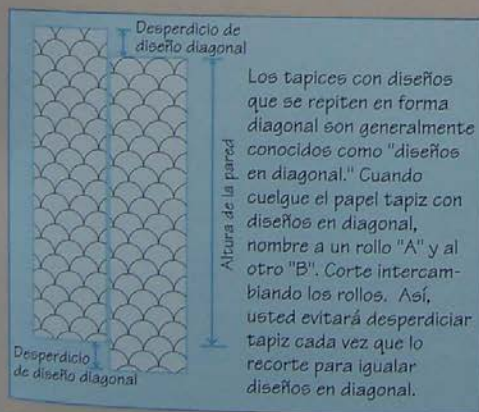 Desperdicio de
diseño diagonal
Altura de la pared
Desperdicio
de diseño diagonal
Los tapices con diseños
que se repiten en forma
diagonal son generalmente
conocidos como "diseños
en diagonal." Cuando
cuelgue el papel tapiz con
diseños en diagonal,
nombre a un rollo "A" y al
otro "B". Corte intercam-
biando los rollos. Así,
usted evitará desperdiciar
tapiz cada vez que lo
recorte para igualar
diseños en diagonal.